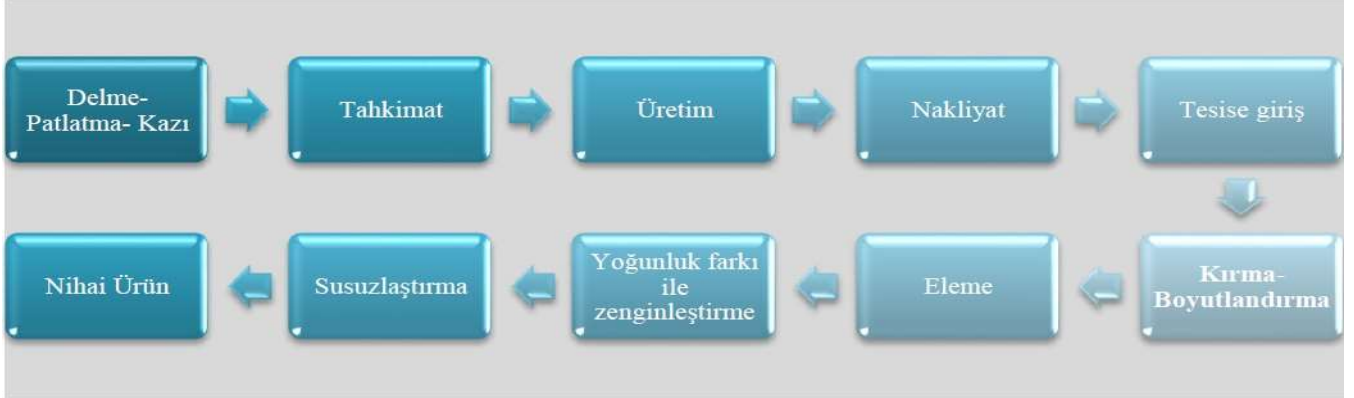 Delme-
Patlatma- Kazı
Tahkimat
Üretim
Nakliyat
Tesise giriş
Kırma-
Boyutlandırma
Eleme
Yoğunluk farkı
ile
zenginleştirme
Susuzlaştırma
Nihai Ürün